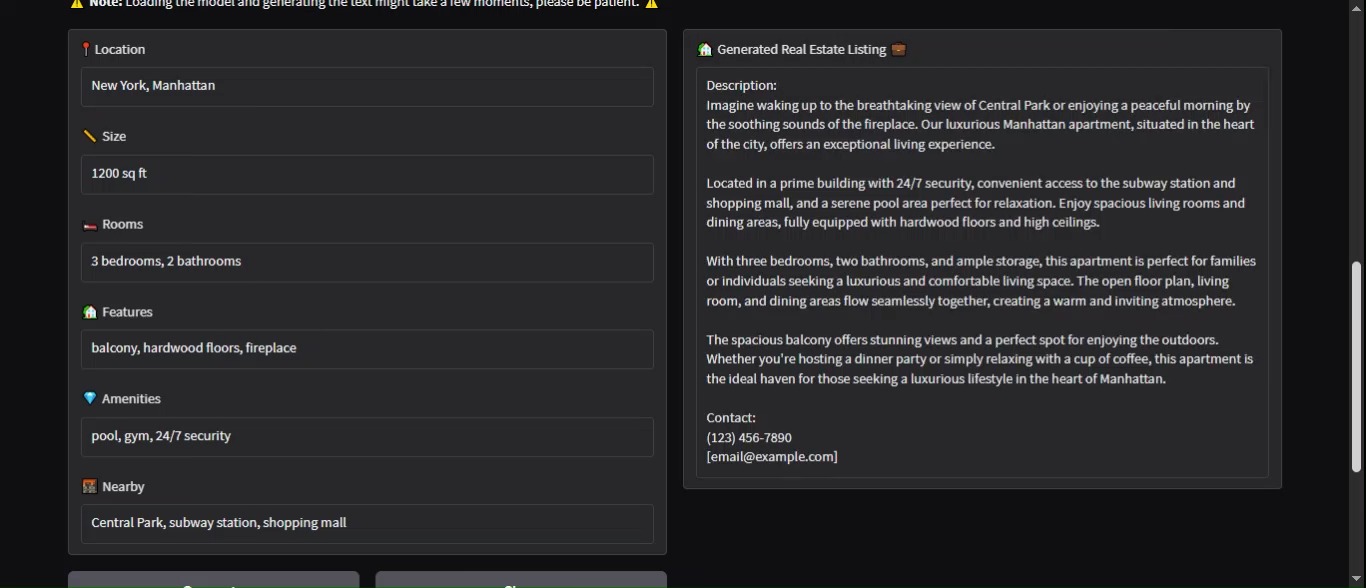 Note: Loading the model and generating the text might take a few moments, please be patient.
Location
New York, Manhattan
Size
1200 sq ft
Rooms
3 bedrooms, 2 bathrooms
Features
balcony, hardwood floors, fireplace
Amenities
pool, gym, 24/7 security
Nearby
Central Park, subway station, shopping mall
Generated Real Estate Listing
Description:
Imagine waking up to the breathtaking view of Central Park or enjoying a peaceful morning by
the soothing sounds of the fireplace. Our luxurious Manhattan apartment, situated in the heart
of the city, offers an exceptional living experience.
Located in a prime building with 24/7 security, convenient access to the subway station and
shopping mall, and a serene pool area perfect for relaxation. Enjoy spacious living rooms and
dining areas, fully equipped with hardwood floors and high ceilings.
With three bedrooms, two bathrooms, and ample storage, this apartment is perfect for families
or individuals seeking a luxurious and comfortable living space. The open floor plan, living
room, and dining areas flow seamlessly together, creating a warm and inviting atmosphere.
The spacious balcony offers stunning views and a perfect spot for enjoying the outdoors.
Whether you're hosting a dinner party or simply relaxing with a cup of coffee, this apartment is
the ideal haven for those seeking a luxurious lifestyle in the heart of Manhattan.
Contact:
(123) 456-7890
[email@example.com]